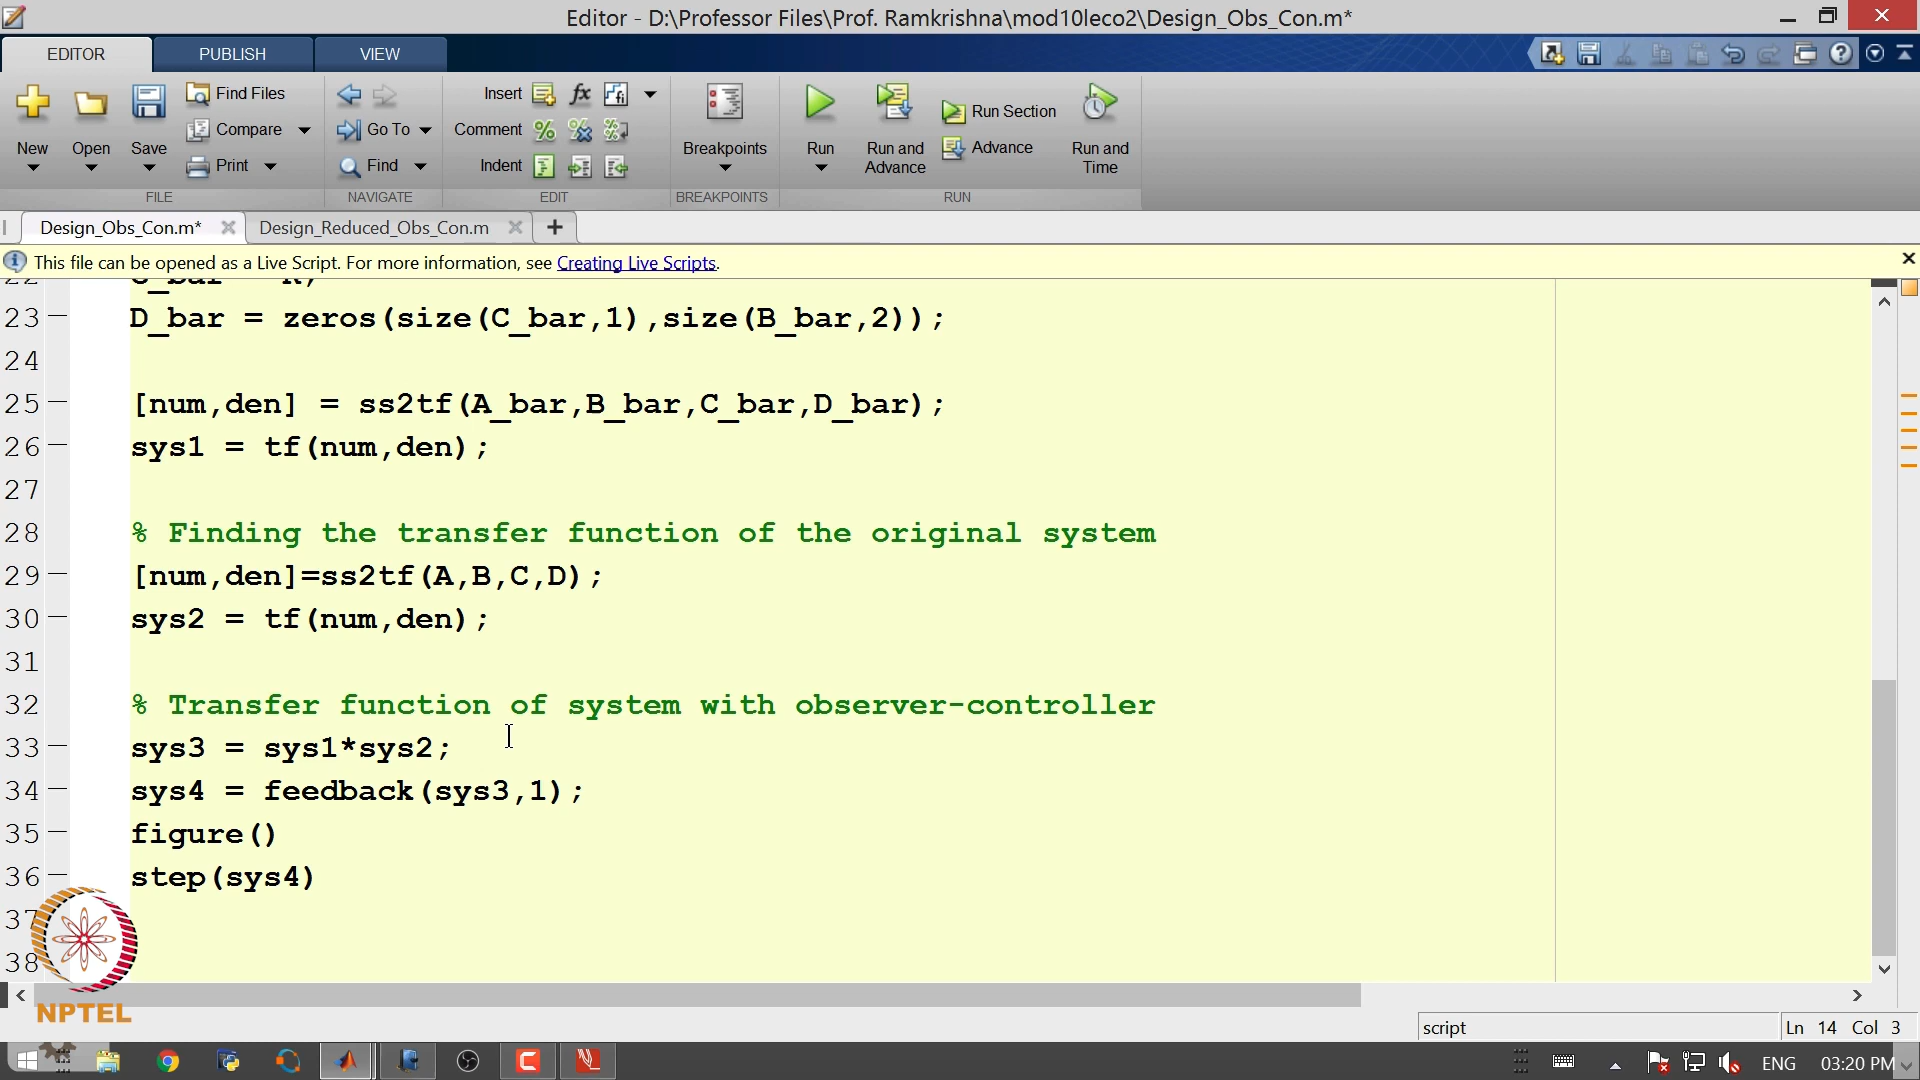 Editor - D:\Professor Files\Prof. Ramkrishna\mod10leco2\Design_Obs_Con.m*
EDITOR PUBLISH VIEW
New Open Save Find Files Compare Print
Go To Find
Insert Comment Indent
Breakpoints Run Run and Advance Run Section Advance Run and Time
FILE NAVIGATE EDIT BREAKPOINTS RUN
Design_Obs_Con.m* Design_Reduced_Obs_Con.m
This file can be opened as a Live Script. For more information, see Creating Live Scripts.
23 D_bar = zeros(size(C_bar,1),size(B_bar,2));
24
25 [num,den] = ss2tf(A_bar,B_bar,C_bar,D_bar);
26 sys1 = tf(num,den);
27
28 % Finding the transfer function of the original system
29 [num,den]=ss2tf(A,B,C,D);
30 sys2 = tf(num,den);
31
32 % Transfer function of system with observer-controller
33 sys3 = sys1*sys2;
34 sys4 = feedback(sys3,1);
35 figure()
36 step(sys4)
37
38
NPTEL
script Ln 14 Col 3
ENG 03:20 PM